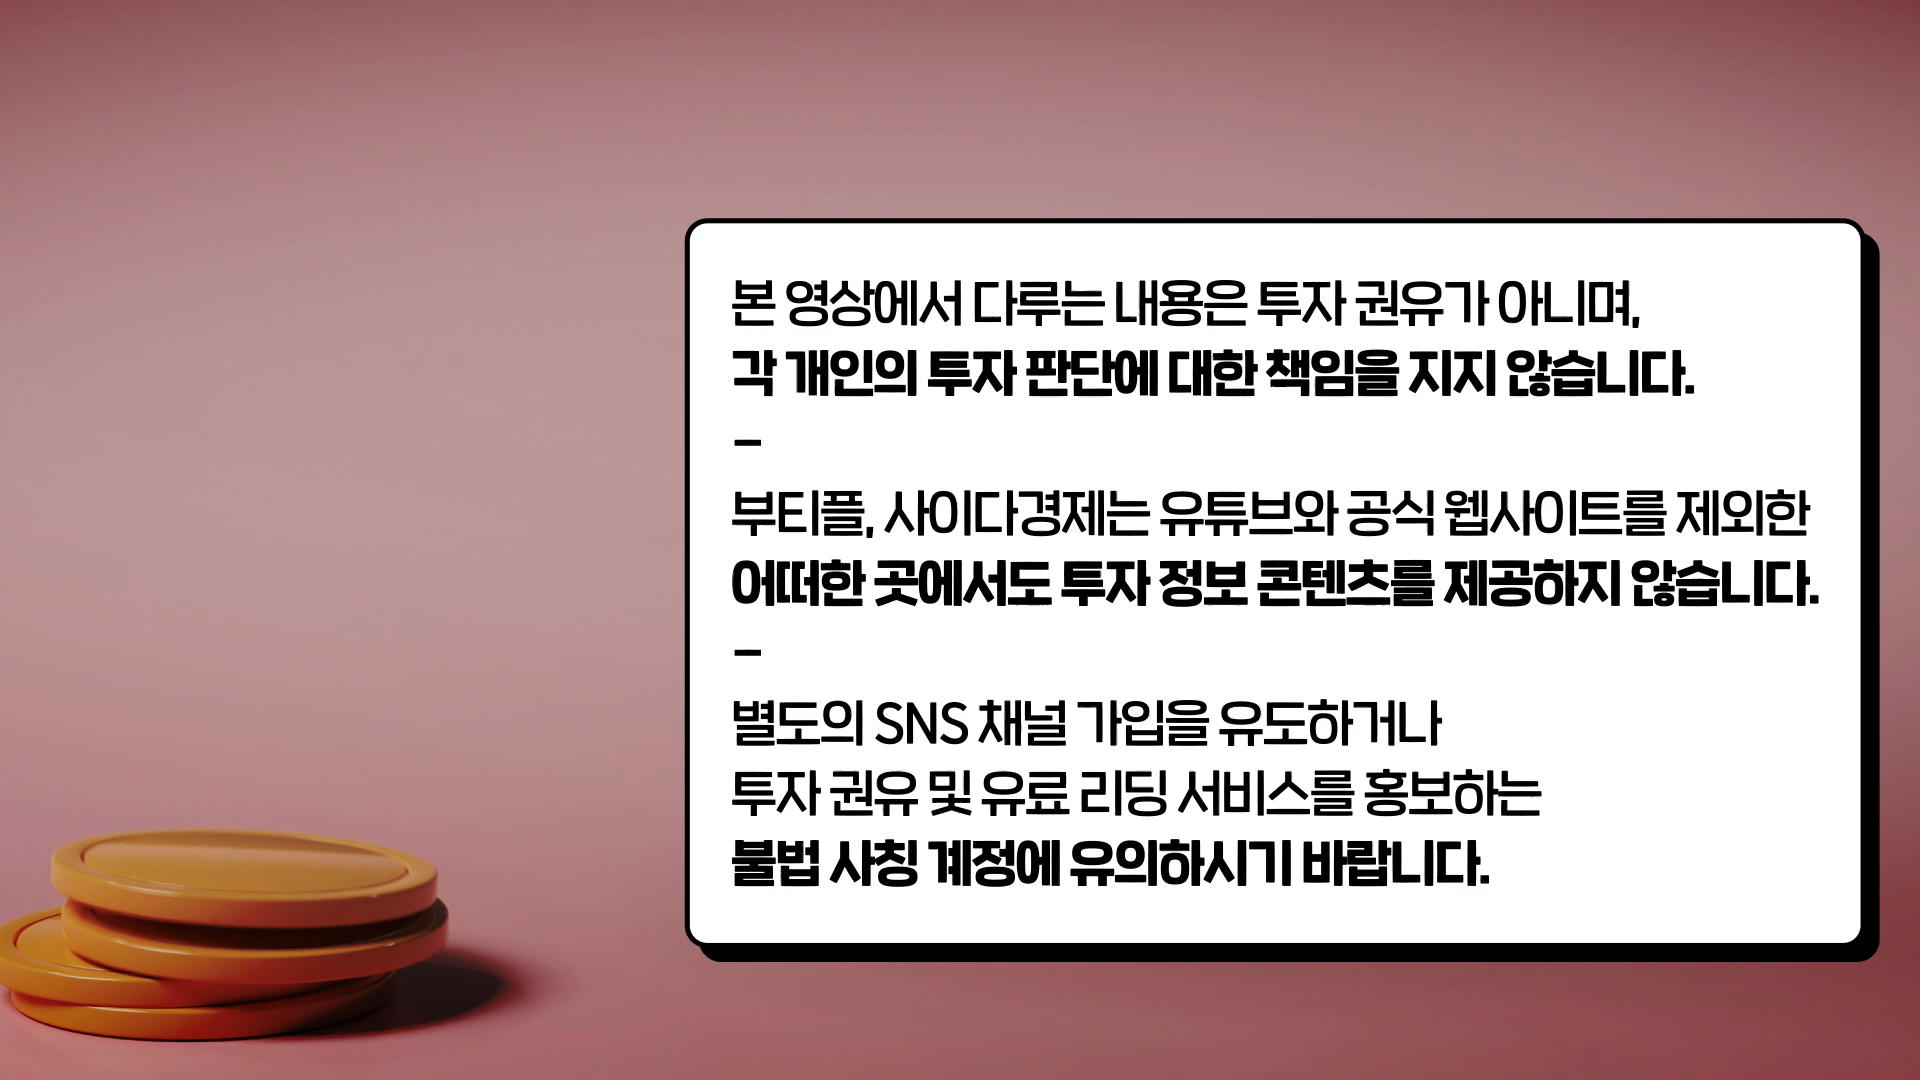 본 영상에서 다루는 내용은 투자 권유가 아니며,
각 개인의 투자 판단에 대한 책임을 지지 않습니다.
–
부티플, 사이다경제는 유튜브와 공식 웹사이트를 제외한
어떠한 곳에서도 투자 정보 콘텐츠를 제공하지 않습니다.
–
별도의 SNS 채널 가입을 유도하거나
투자 권유 및 유료 리딩 서비스를 홍보하는
불법 사칭 계정에 유의하시기 바랍니다.